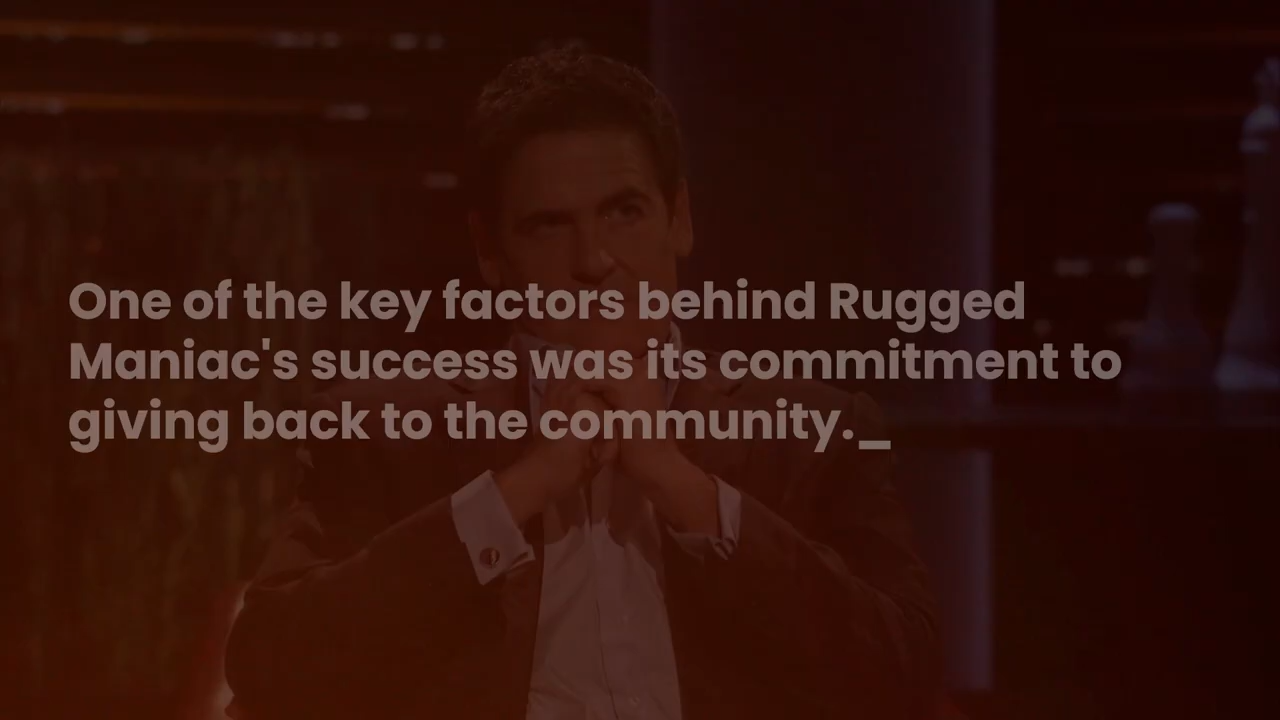 One of the key factors behind Rugged
Maniac's success was its commitment to
giving back to the community._